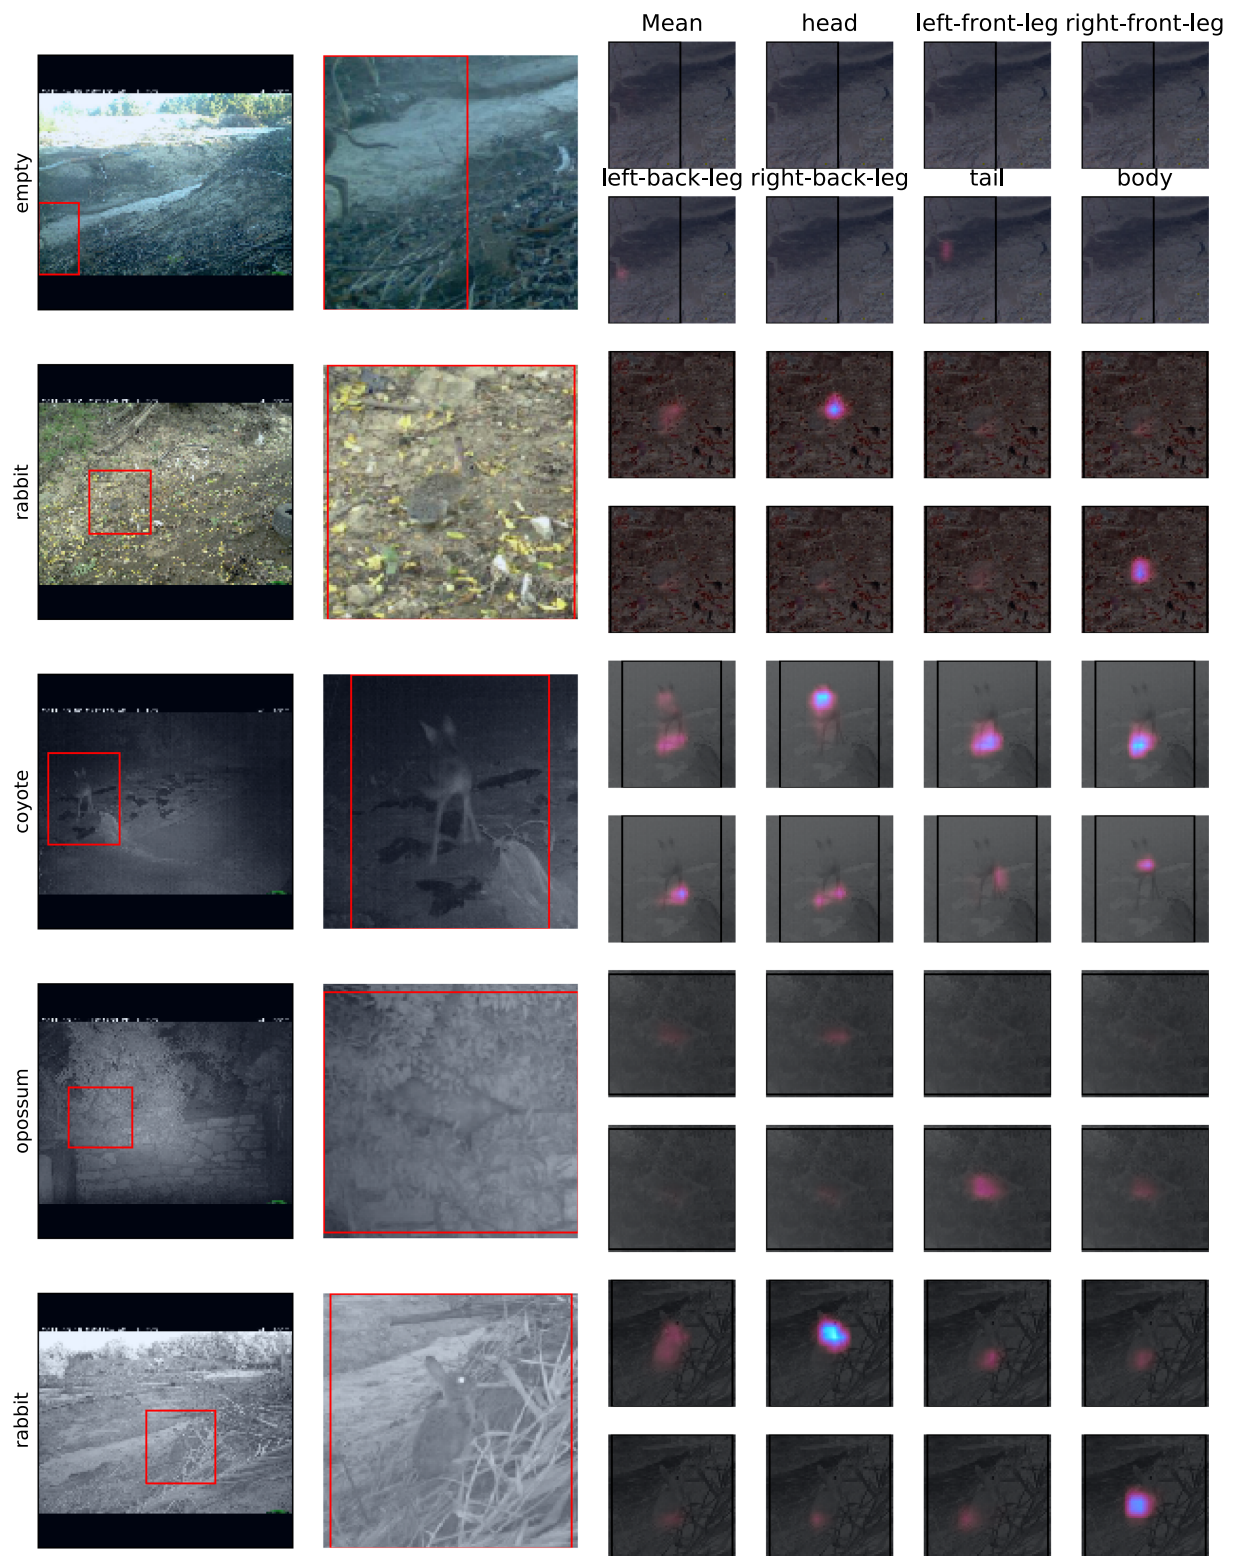 Mean head left-front-leg right-front-leg
empty
left-back-leg right-back-leg tail body
rabbit
coyote
opossum
rabbit